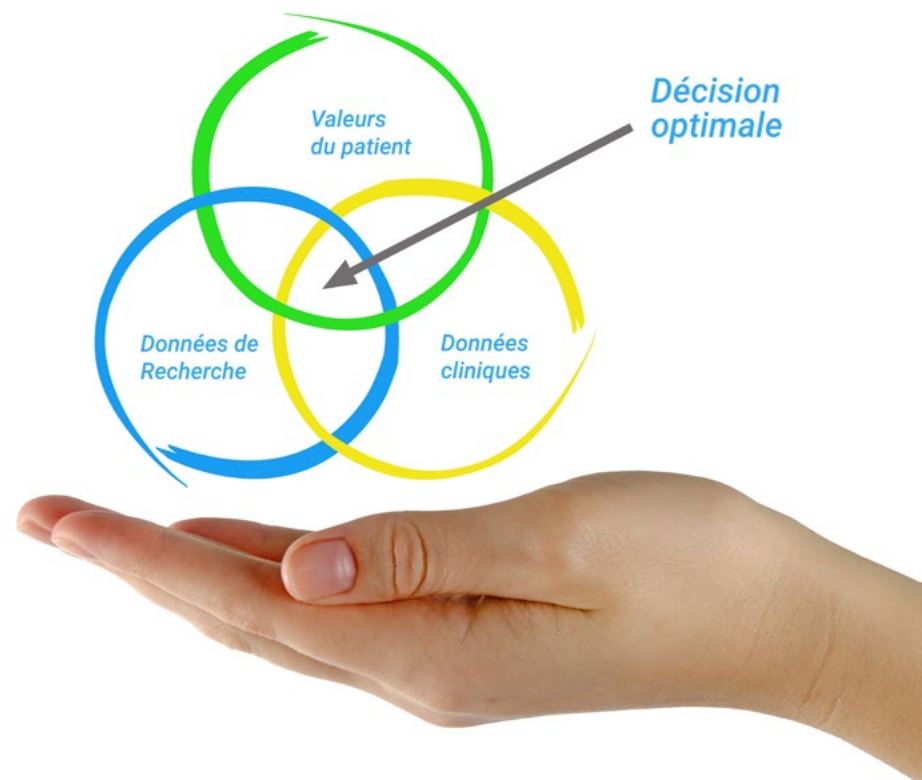 Valeurs
du patient
Décision
optimale
Données de
Recherche
Données
cliniques